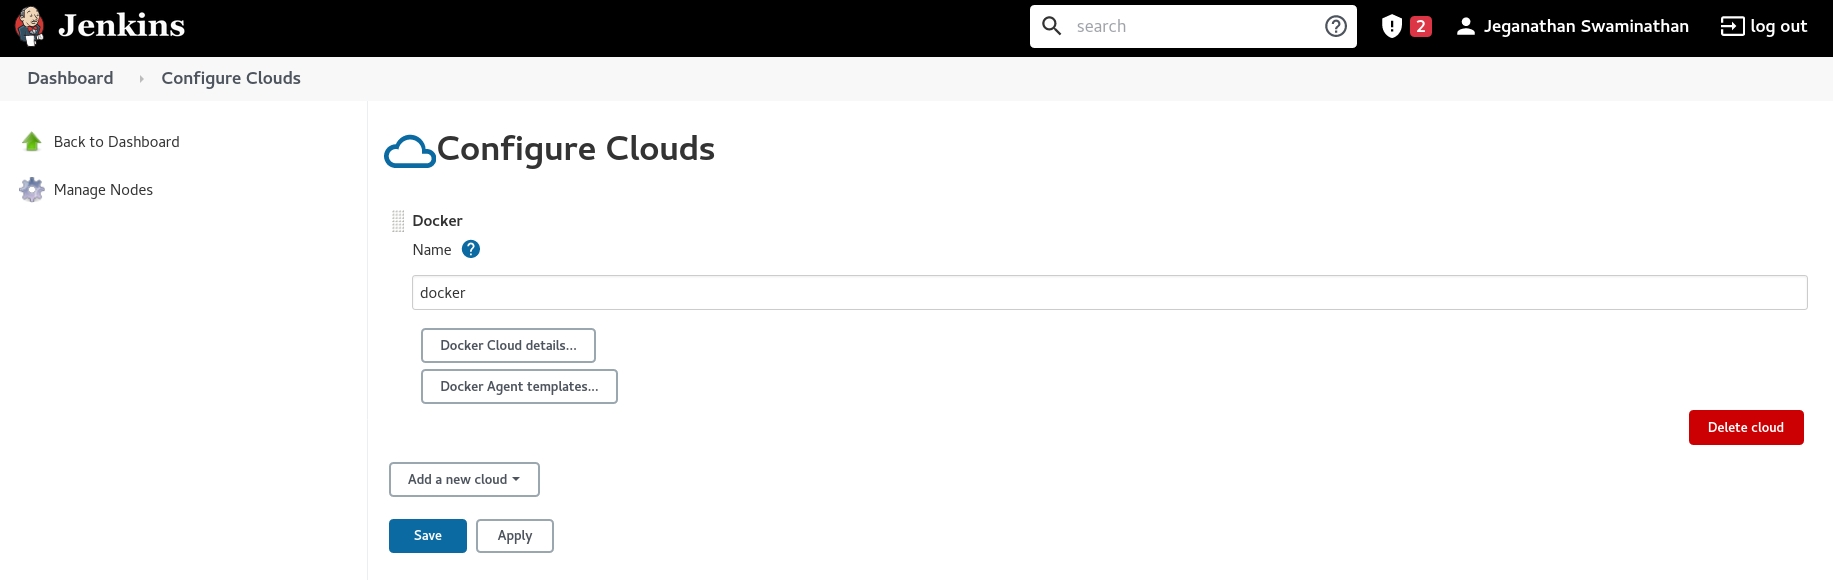 Jenkins
search
2
Jeganathan Swaminathan
log out
Dashboard
Configure Clouds
Back to Dashboard
Manage Nodes
Configure Clouds
Docker
Name ?
docker
Docker Cloud details...
Docker Agent templates...
Delete cloud
Add a new cloud
Save
Apply